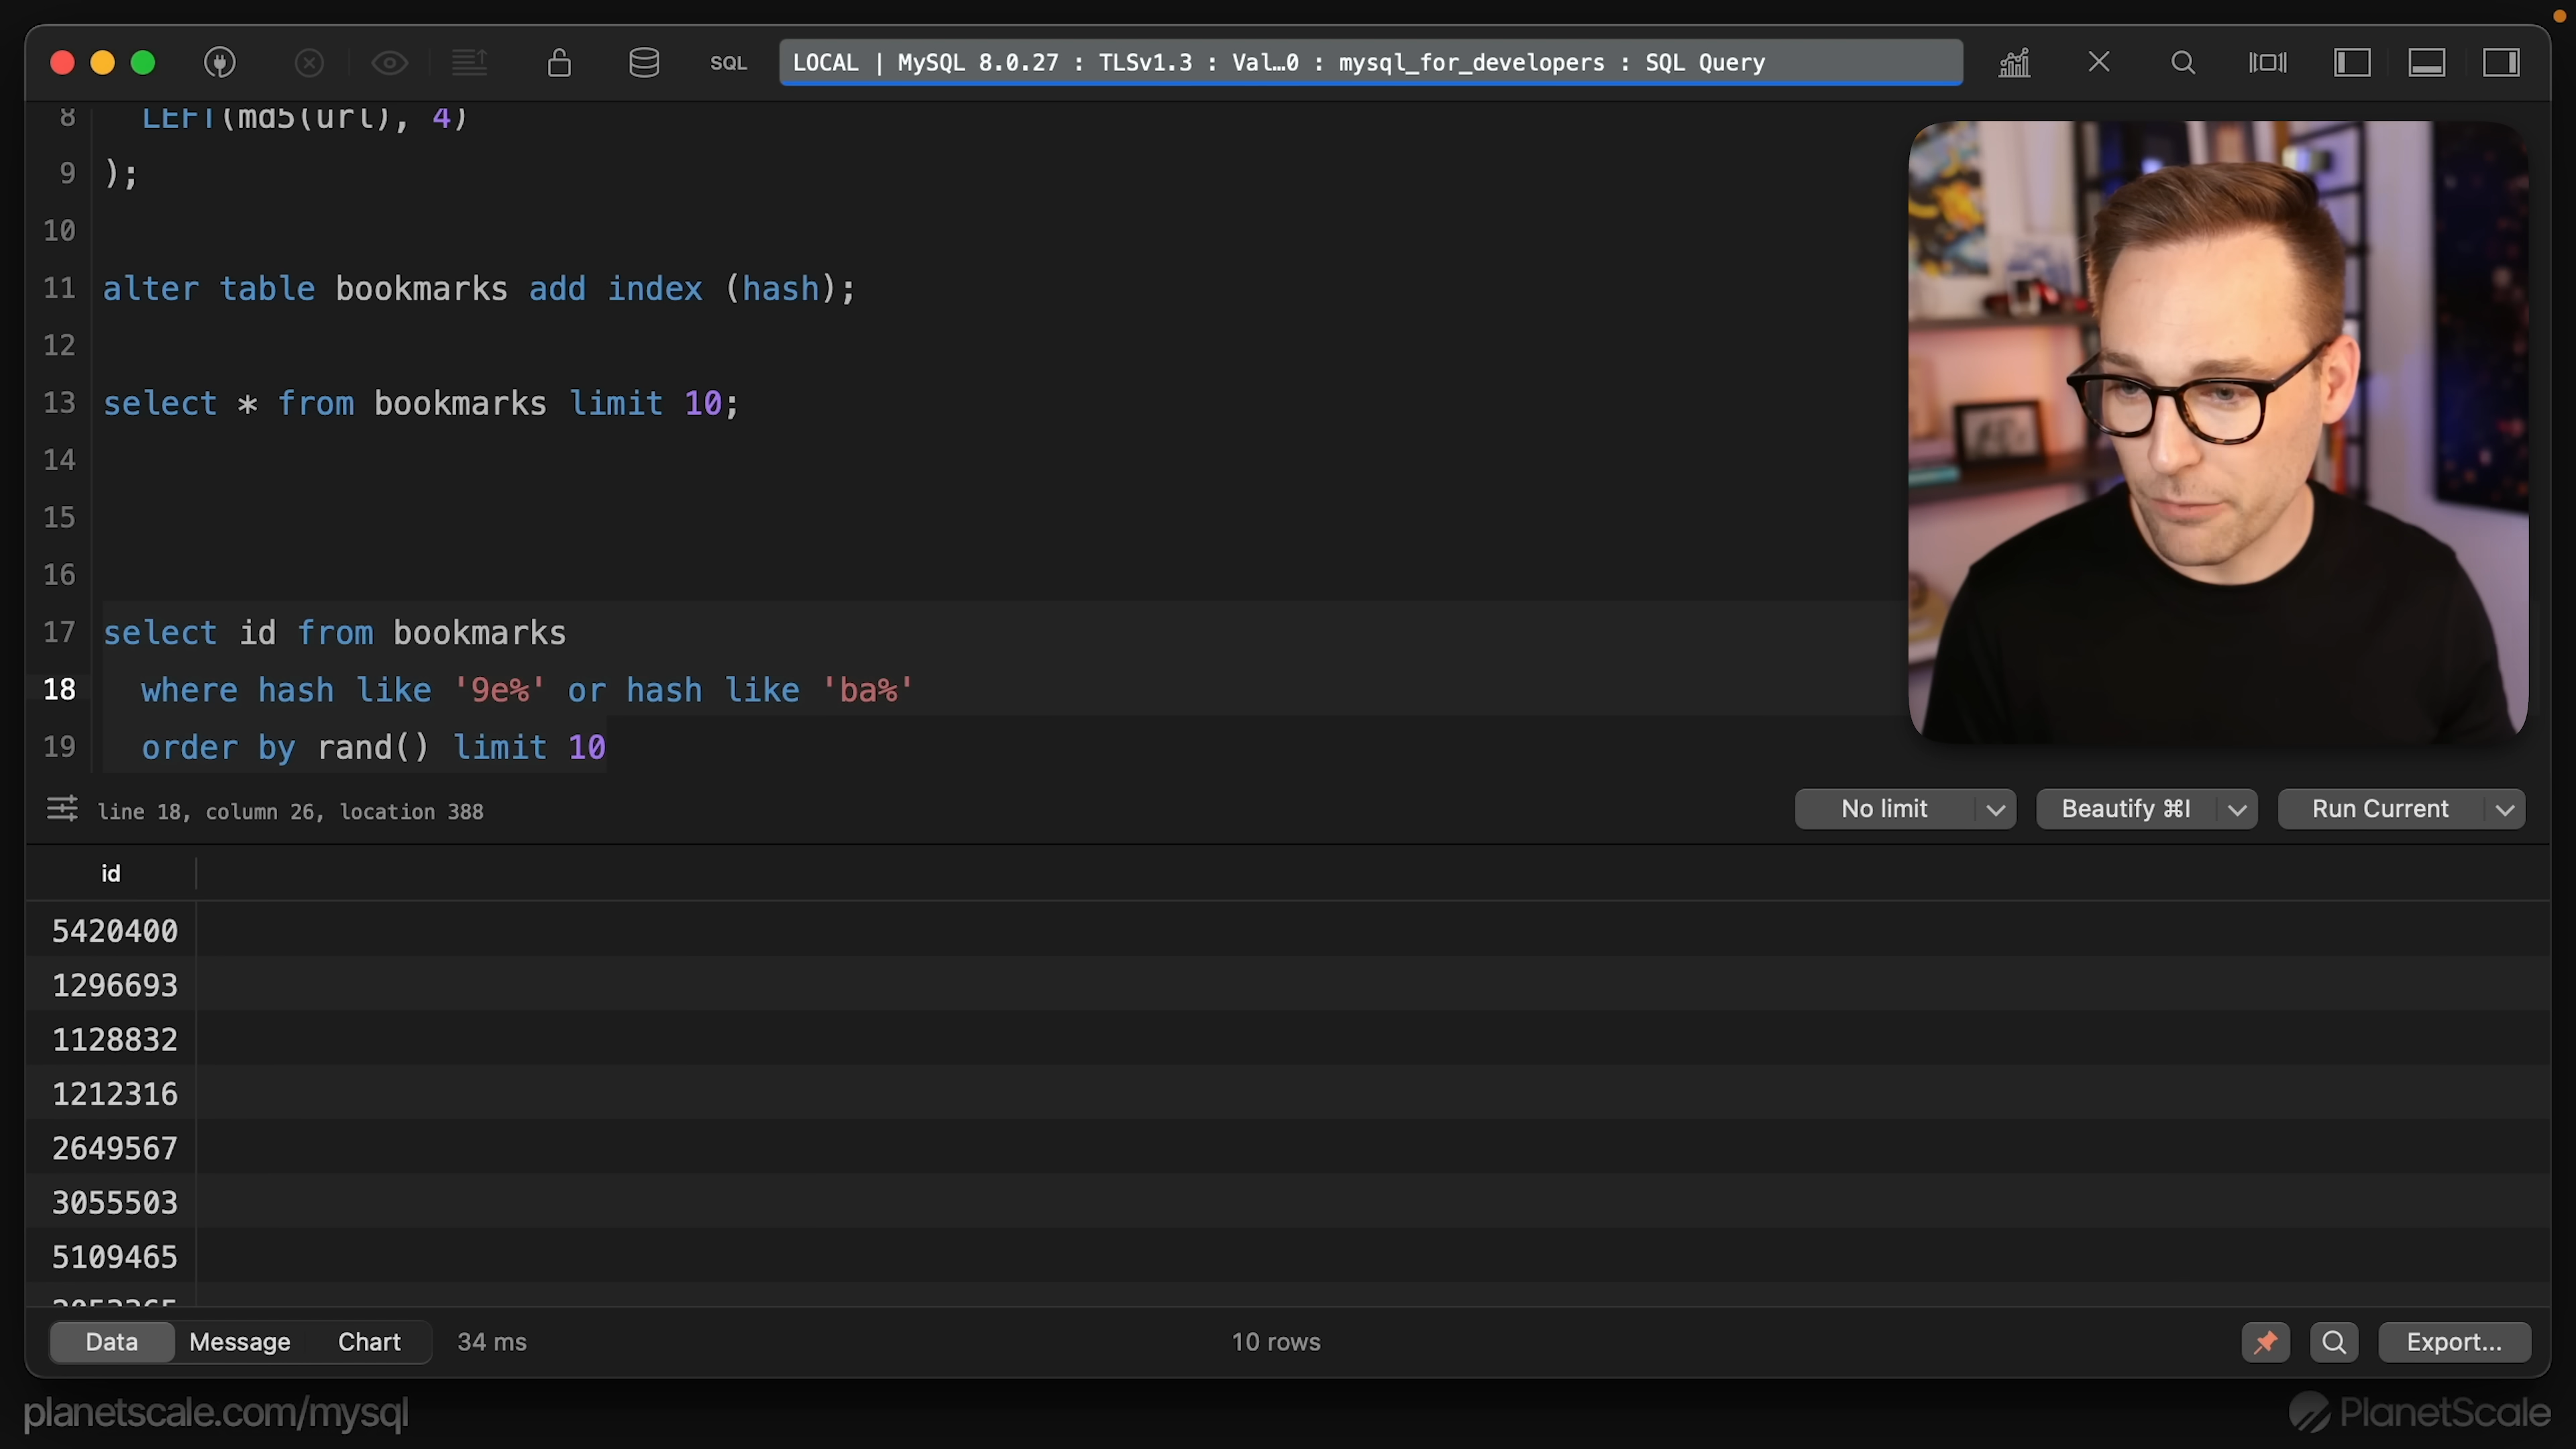 SQL
LOCAL | MySQL 8.0.27 : TLSv1.3 : Val…0 : mysql_for_developers : SQL Query
8 LEFT(md5(url), 4)
9 );
10
11 alter table bookmarks add index (hash);
12
13 select * from bookmarks limit 10;
14
15
16
17 select id from bookmarks
18 where hash like '9e%' or hash like 'ba%'
19 order by rand() limit 10
line 18, column 26, location 388
No limit
Beautify ⌘I
Run Current
id
5420400
1296693
1128832
1212316
2649567
3055503
5109465
Data
Message
Chart
34 ms
10 rows
Export...
planetscale.com/mysql
PlanetScale